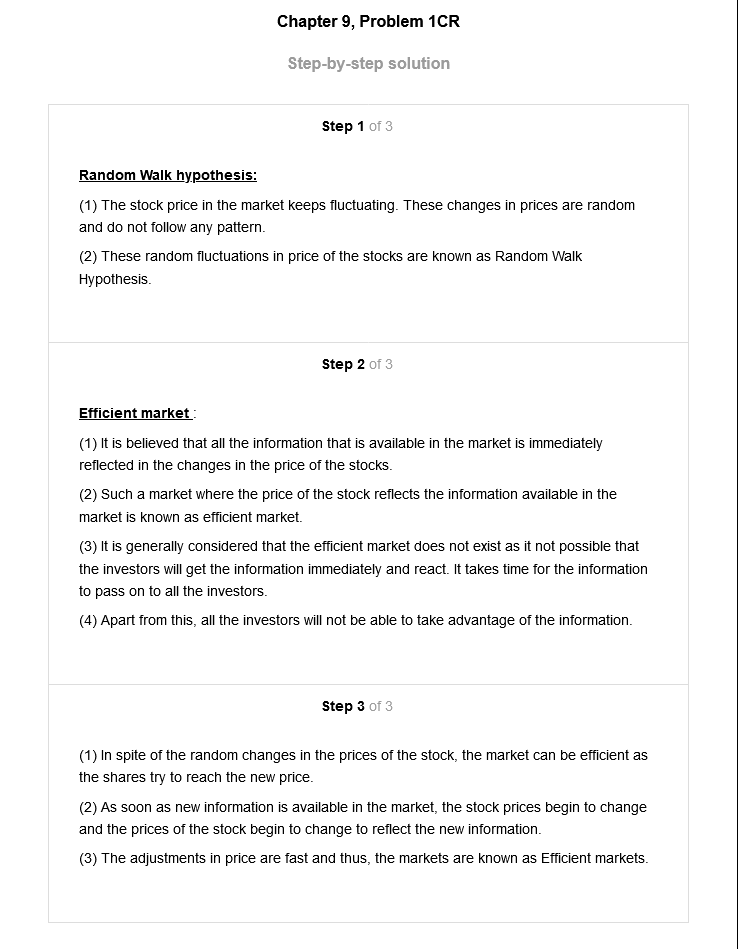 Chapter 9, Problem 1CR
Step-by-step solution
Step 1 of 3
Random Walk hypothesis:
(1) The stock price in the market keeps fluctuating. These changes in prices are random
and do not follow any pattern.
(2) These random fluctuations in price of the stocks are known as Random Walk
Hypothesis.
Step 2 of 3
Efficient market :
(1) It is believed that all the information that is available in the market is immediately
reflected in the changes in the price of the stocks.
(2) Such a market where the price of the stock reflects the information available in the
market is known as efficient market.
(3) It is generally considered that the efficient market does not exist as it not possible that
the investors will get the information immediately and react. It takes time for the information
to pass on to all the investors.
(4) Apart from this, all the investors will not be able to take advantage of the information.
Step 3 of 3
(1) In spite of the random changes in the prices of the stock, the market can be efficient as
the shares try to reach the new price.
(2) As soon as new information is available in the market, the stock prices begin to change
and the prices of the stock begin to change to reflect the new information.
(3) The adjustments in price are fast and thus, the markets are known as Efficient markets.